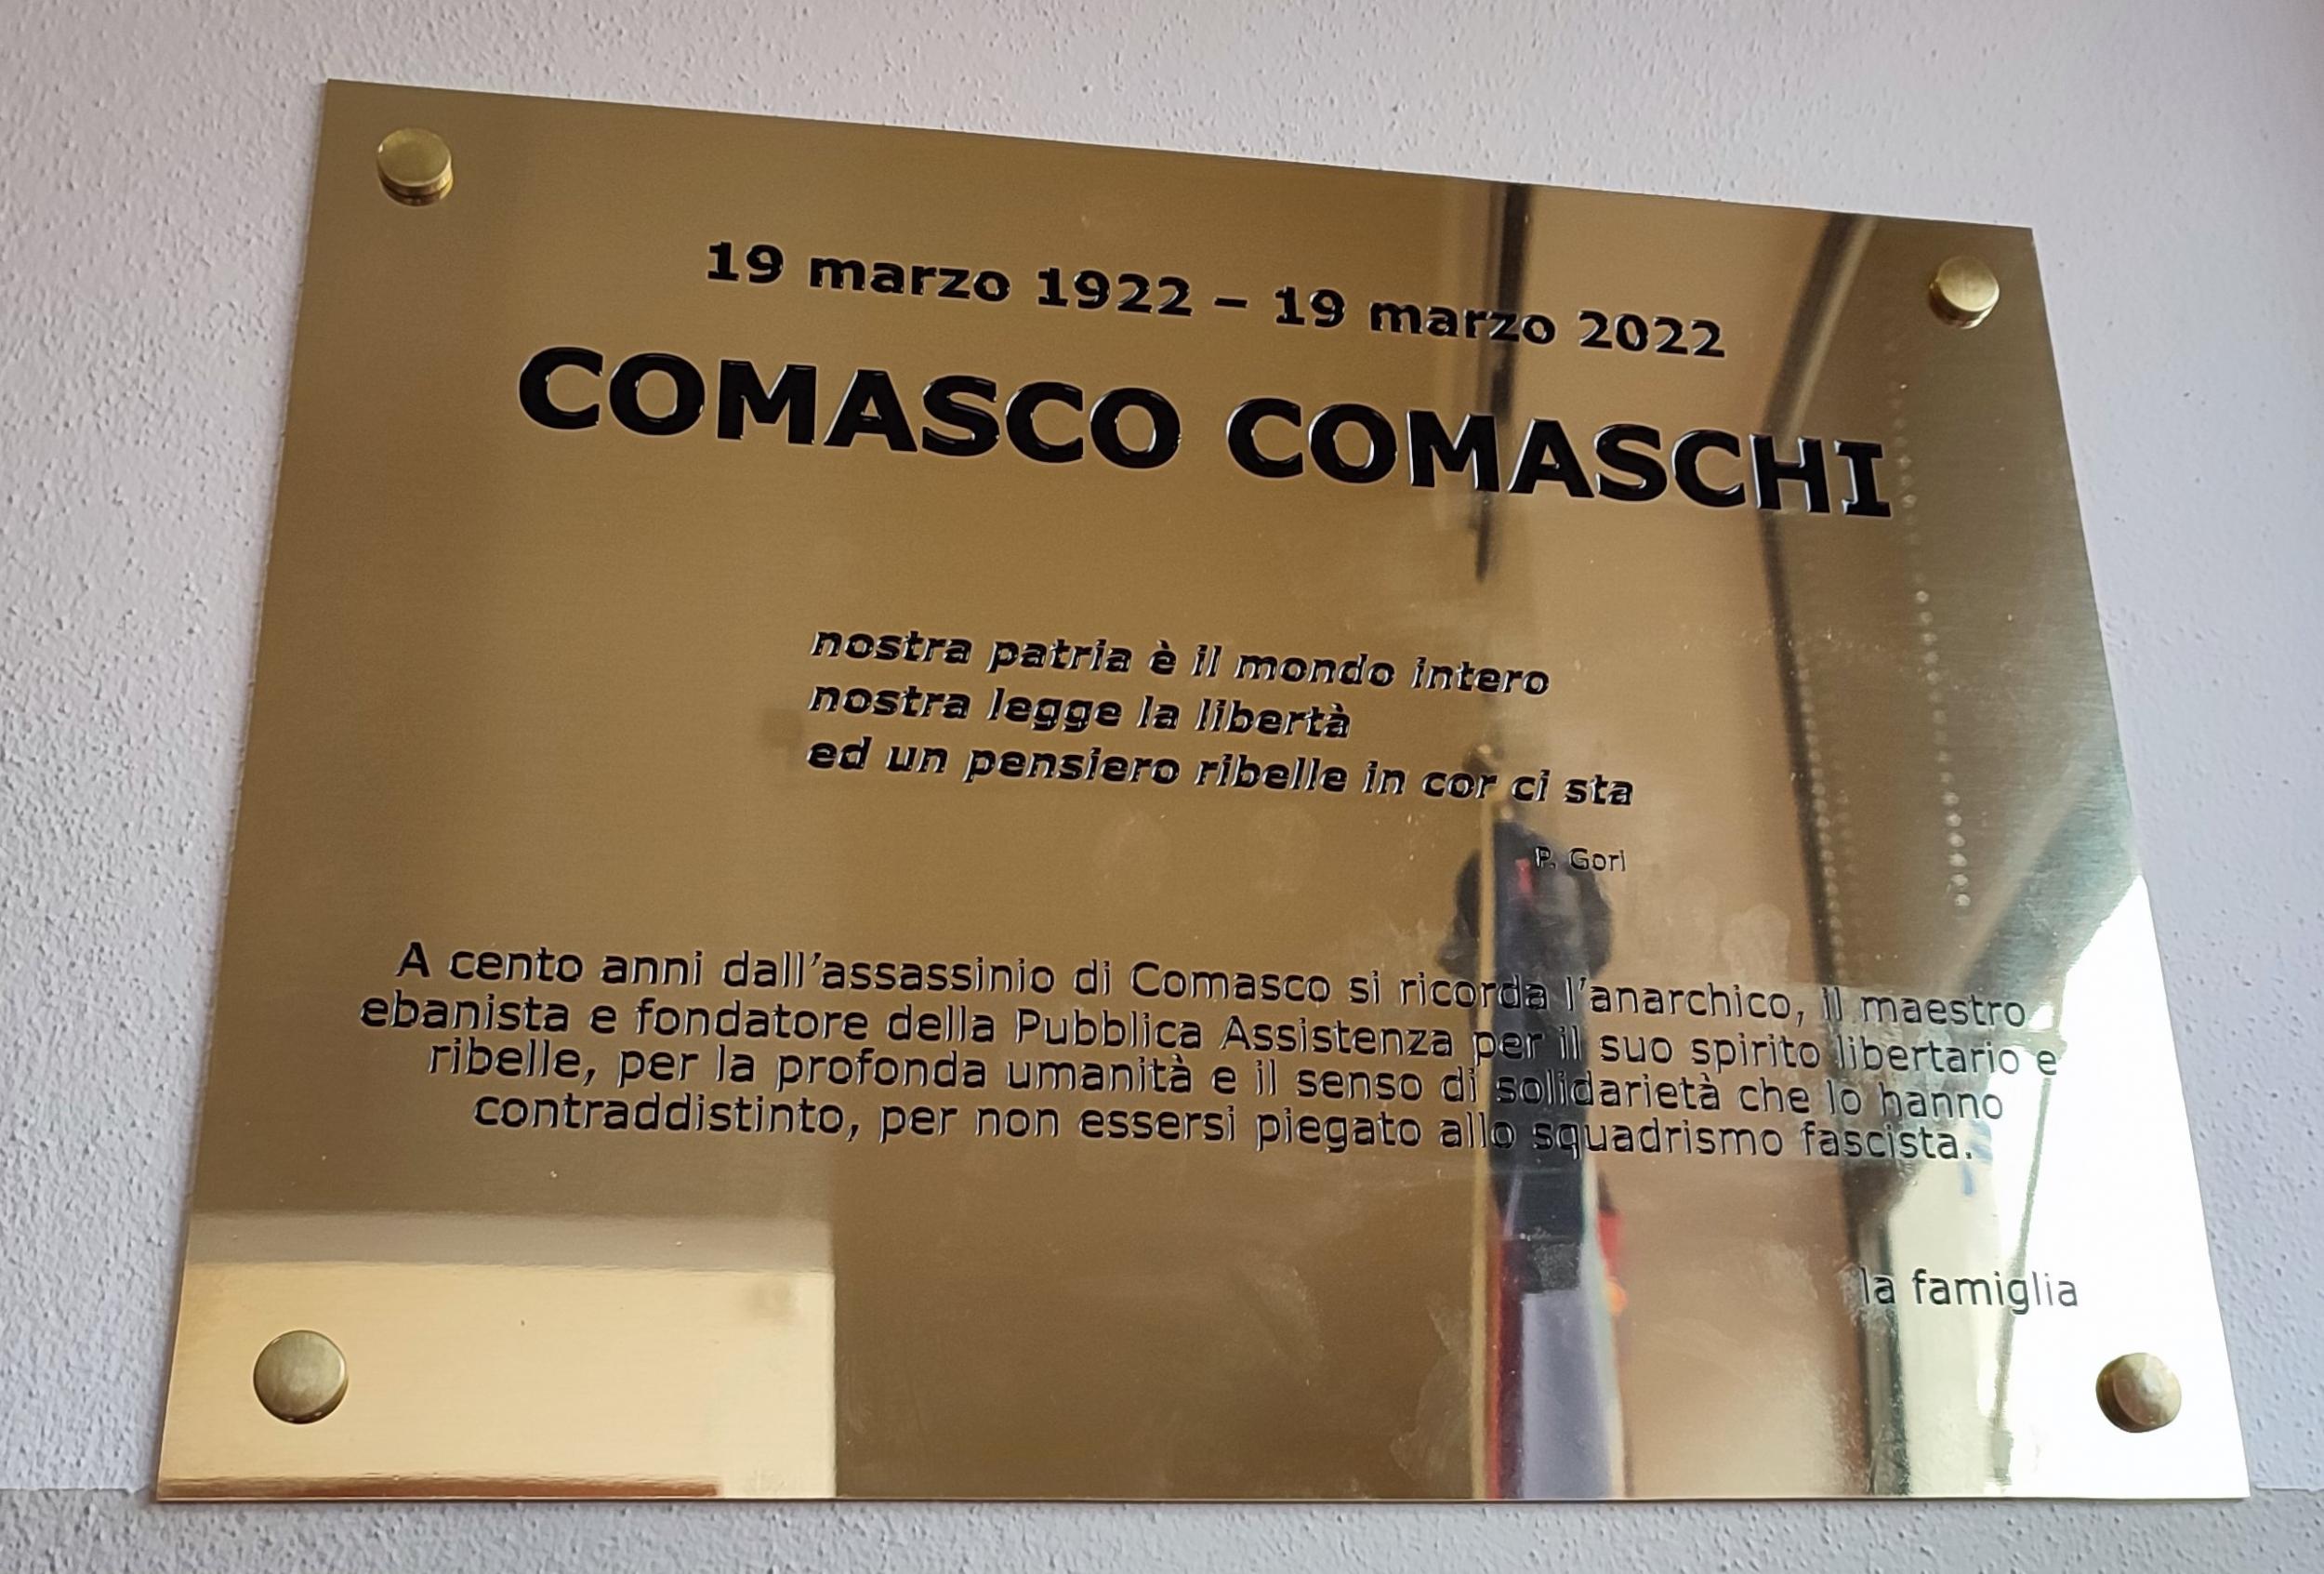 19 marzo 1922 – 19 marzo 2022
COMASCO COMASCHI
nostra patria è il mondo intero
nostra legge la libertà
ed un pensiero ribelle in cor ci sta
P. Gori
A cento anni dall’assassinio di Comasco si ricorda l’anarchico, il maestro
ebanista e fondatore della Pubblica Assistenza per il suo spirito libertario e
ribelle, per la profonda umanità e il senso di solidarietà che lo hanno
contraddistinto, per non essersi piegato allo squadrismo fascista.
la famiglia